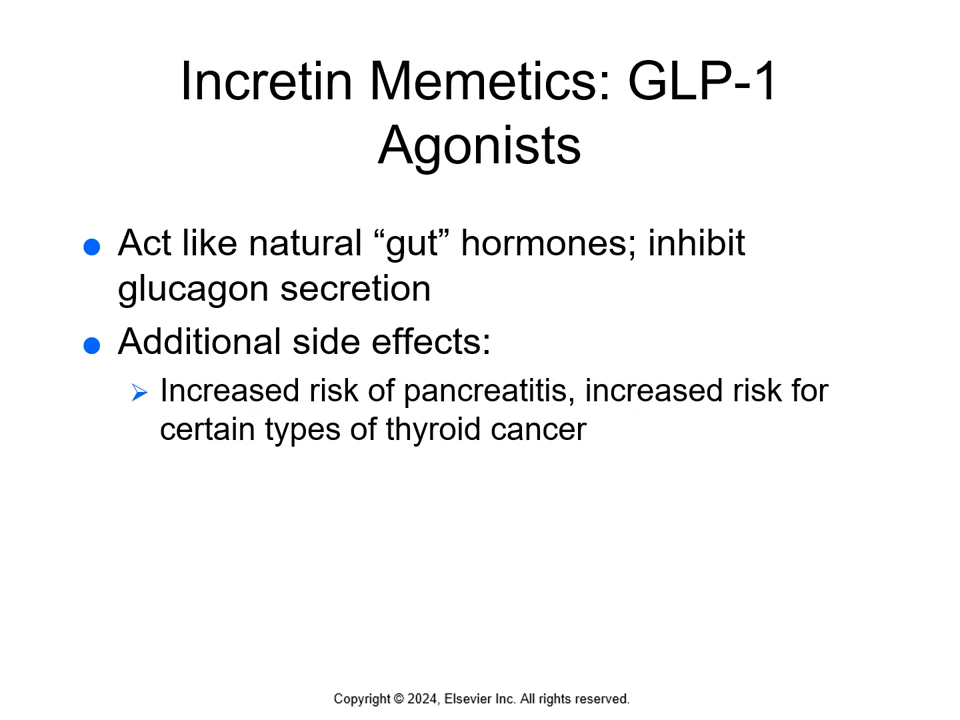 Incretin Memetics: GLP-1
Agonists
Act like natural “gut” hormones; inhibit
glucagon secretion
Additional side effects:
Increased risk of pancreatitis, increased risk for
certain types of thyroid cancer
Copyright © 2024, Elsevier Inc. All rights reserved.